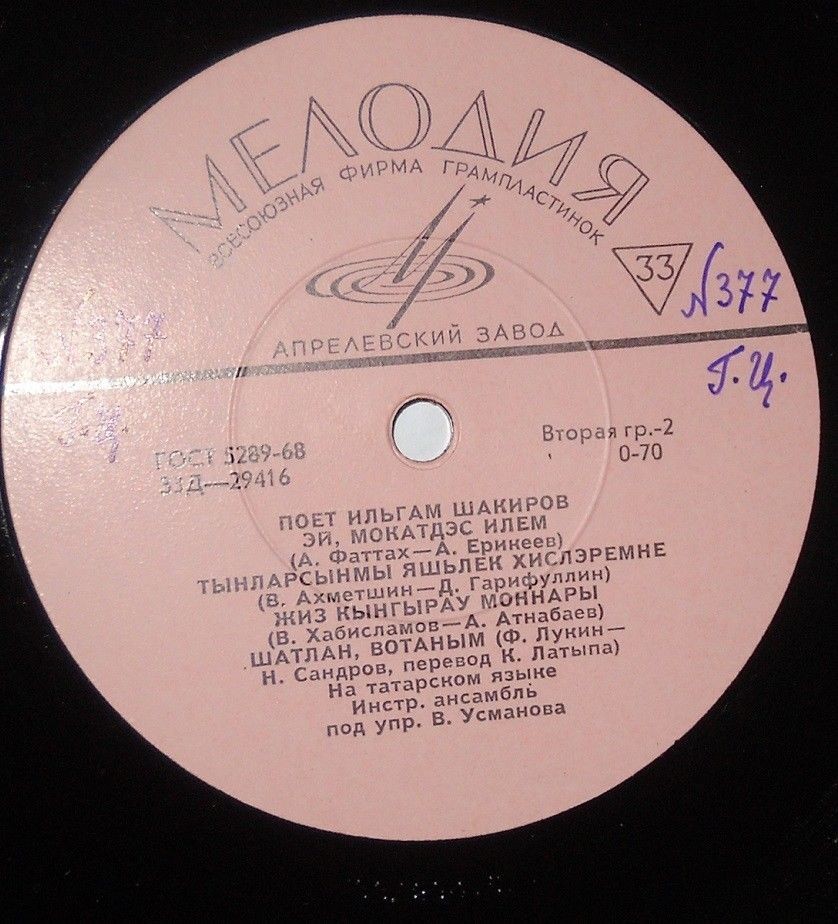 МЕЛОДИЯ
ВСЕСОЮЗНАЯ ФИРМА ГРАМПЛАСТИНОК
33
№377
АПРЕЛЕВСКИЙ ЗАВОД
Г.Ц.
ГОСТ 5289-68
33Д—29416
Вторая гр.-2
0-70
ПОЕТ ИЛЬГАМ ШАКИРОВ
ЭЙ, МОКАТДЭС ИЛЕМ
(А. Фаттах—А. Ерикеев)
ТЫНЛАРСЫНМЫ ЯШЬЛЕК ХИСЛЭРЕМНЕ
(В. Ахметшин—Д. Гарифуллин)
ЖИЗ КЫНГЫРАУ МОННАРЫ
(В. Хабисламов—А. Атнабаев)
ШАТЛАН, ВОТАНЫМ (Ф. Лукин—
Н. Сандров, перевод К. Латыпа)
На татарском языке
Инстр. ансамбль
под упр. В. Усманова